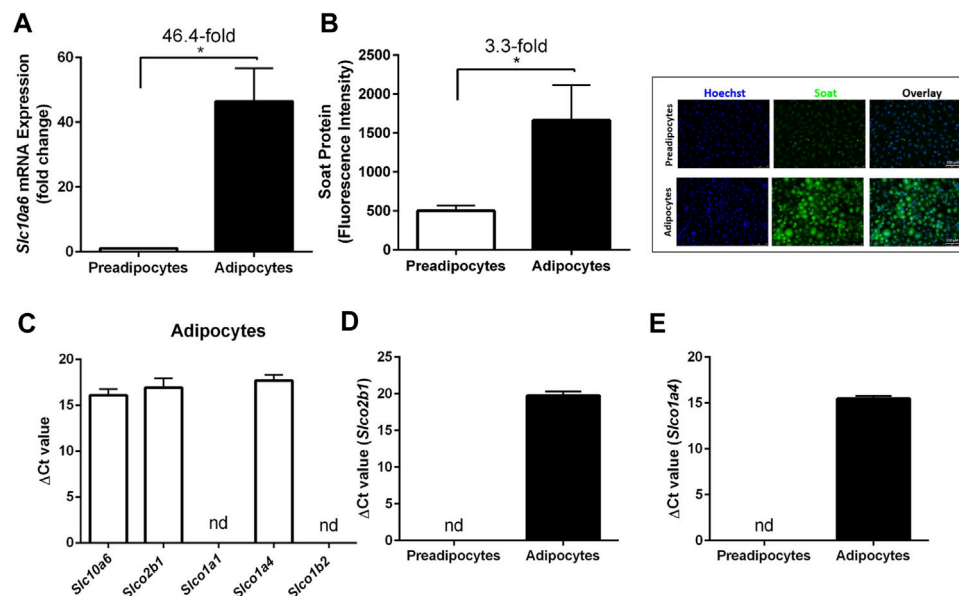 A
46.4-fold
*
Slc10a6 mRNA Expression
(fold change)
60
40
20
0
Preadipocytes
Adipocytes
B
3.3-fold
*
Soat Protein
(Fluorescence Intensity)
2500
2000
1500
1000
500
0
Preadipocytes
Adipocytes
Hoechst
Soat
Overlay
Preadipocytes
Adipocytes
C
Adipocytes
ΔCt value
20
15
10
5
0
nd
nd
Slc10a6
Slco2b1
Slco1a1
Slco1a4
Slco1b2
D
ΔCt value (Slco2b1)
25
20
15
10
5
0
nd
Preadipocytes
Adipocytes
E
ΔCt value (Slco1a4)
20
15
10
5
0
nd
Preadipocytes
Adipocytes